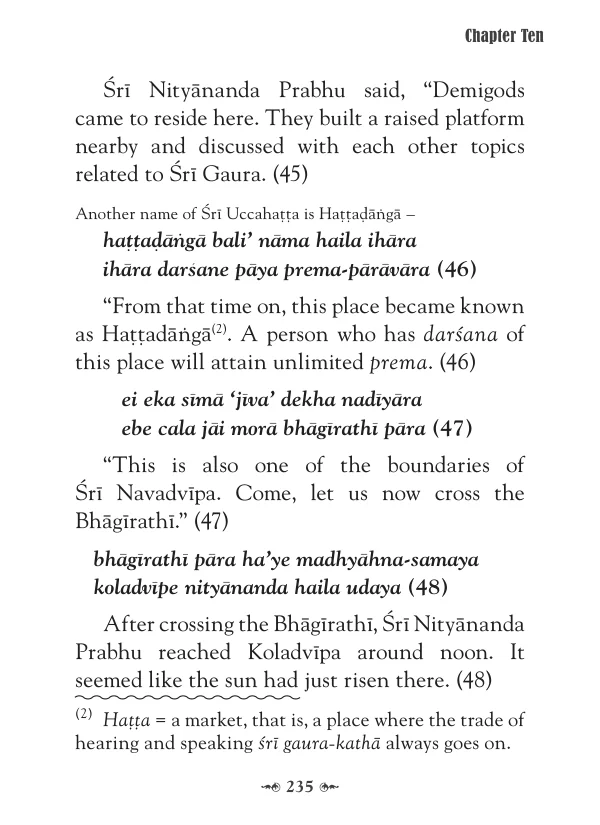 Chapter Ten
Śrī Nityānanda Prabhu said, “Demigods
came to reside here. They built a raised platform
nearby and discussed with each other topics
related to Śrī Gaura. (45)
Another name of Śrī Uccahaṭṭa is Haṭṭaḍāṅgā –
haṭṭaḍāṅgā bali’ nāma haila ihāra
ihāra darśane pāya prema-pārāvāra (46)
“From that time on, this place became known
as Haṭṭadāṅgā(2). A person who has darśana of
this place will attain unlimited prema. (46)
ei eka sīmā ‘jīva’ dekha nadīyāra
ebe cala jāi morā bhāgīrathī pāra (47)
“This is also one of the boundaries of
Śrī Navadvīpa. Come, let us now cross the
Bhāgīrathī.” (47)
bhāgīrathī pāra ha’ye madhyāhna-samaya
koladvīpe nityānanda haila udaya (48)
After crossing the Bhāgīrathī, Śrī Nityānanda
Prabhu reached Koladvīpa around noon. It
seemed like the sun had just risen there. (48)
(2) Haṭṭa = a market, that is, a place where the trade of
hearing and speaking śrī gaura-kathā always goes on.
235